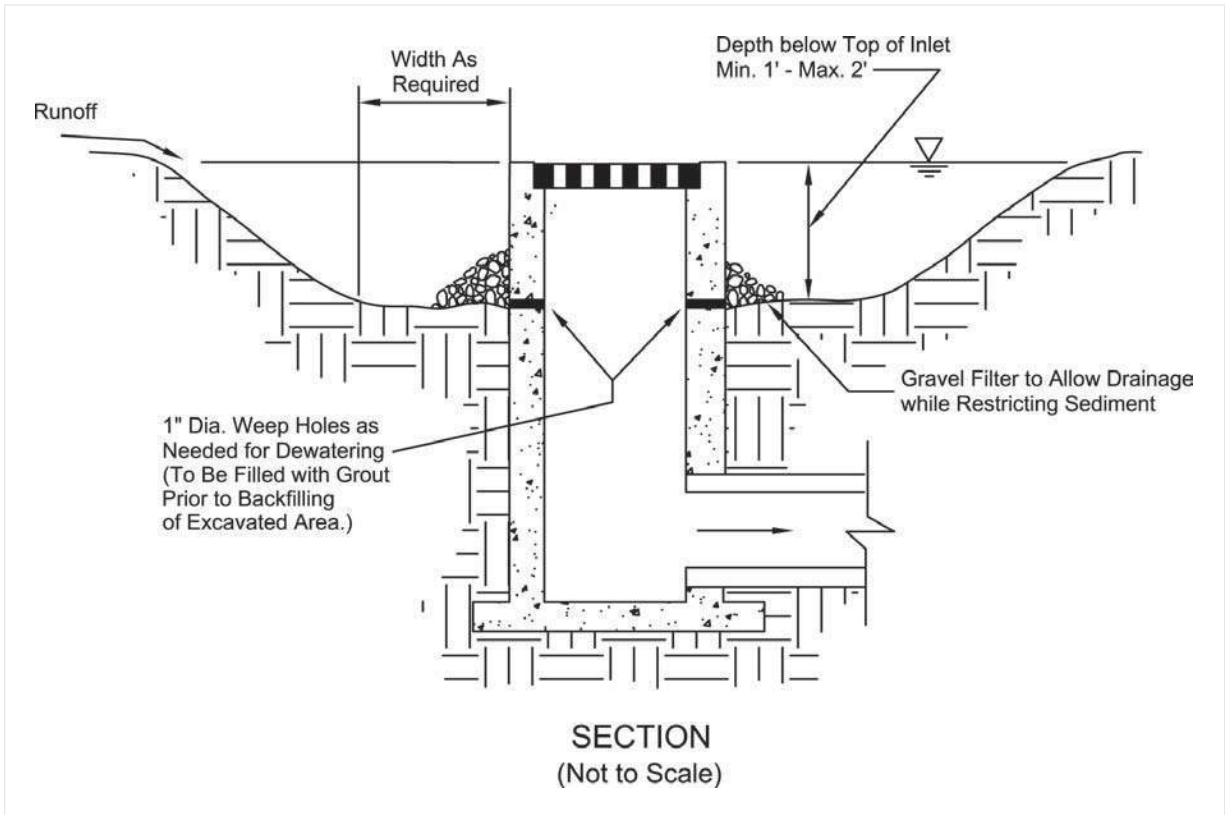 Width As
Required
Depth below Top of Inlet
Min. 1' - Max. 2'
Runoff
Gravel Filter to Allow Drainage
while Restricting Sediment
1" Dia. Weep Holes as
Needed for Dewatering
(To Be Filled with Grout
Prior to Backfilling
of Excavated Area.)
SECTION
(Not to Scale)